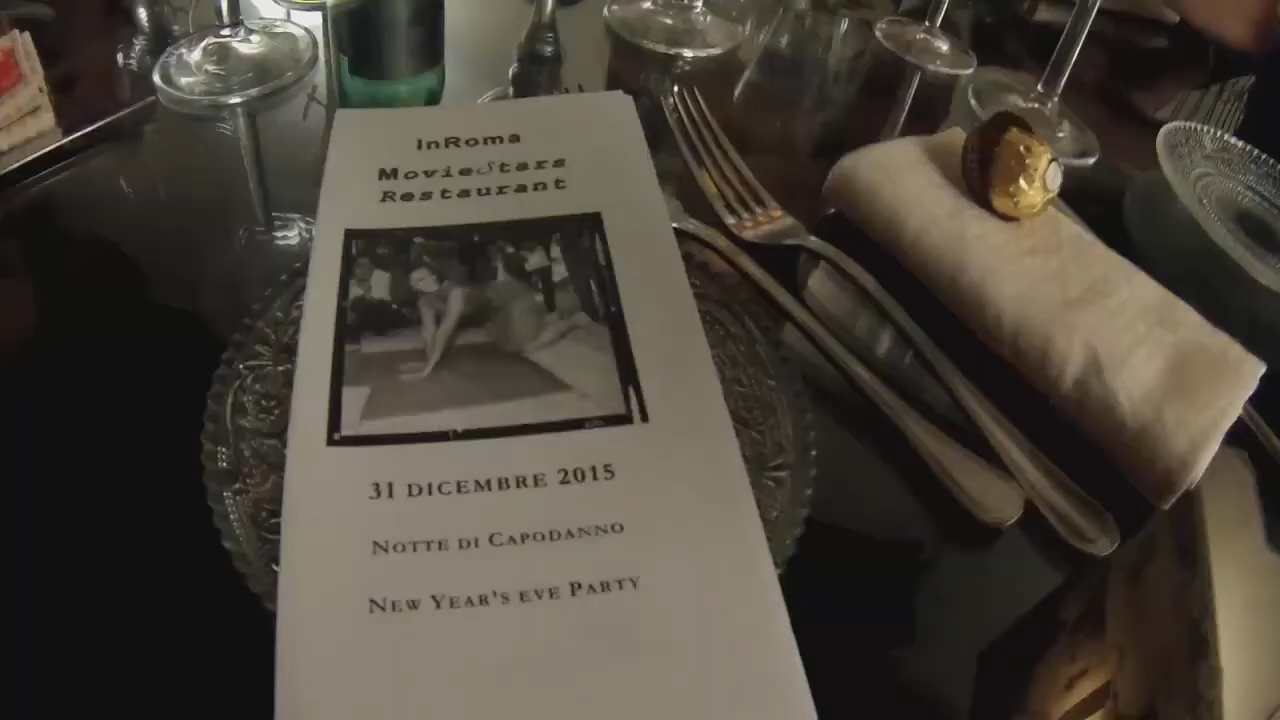 InRoma
MovieStars
Restaurant
31 DICEMBRE 2015
NOTTE DI CAPODANNO
NEW YEAR'S EVE PARTY